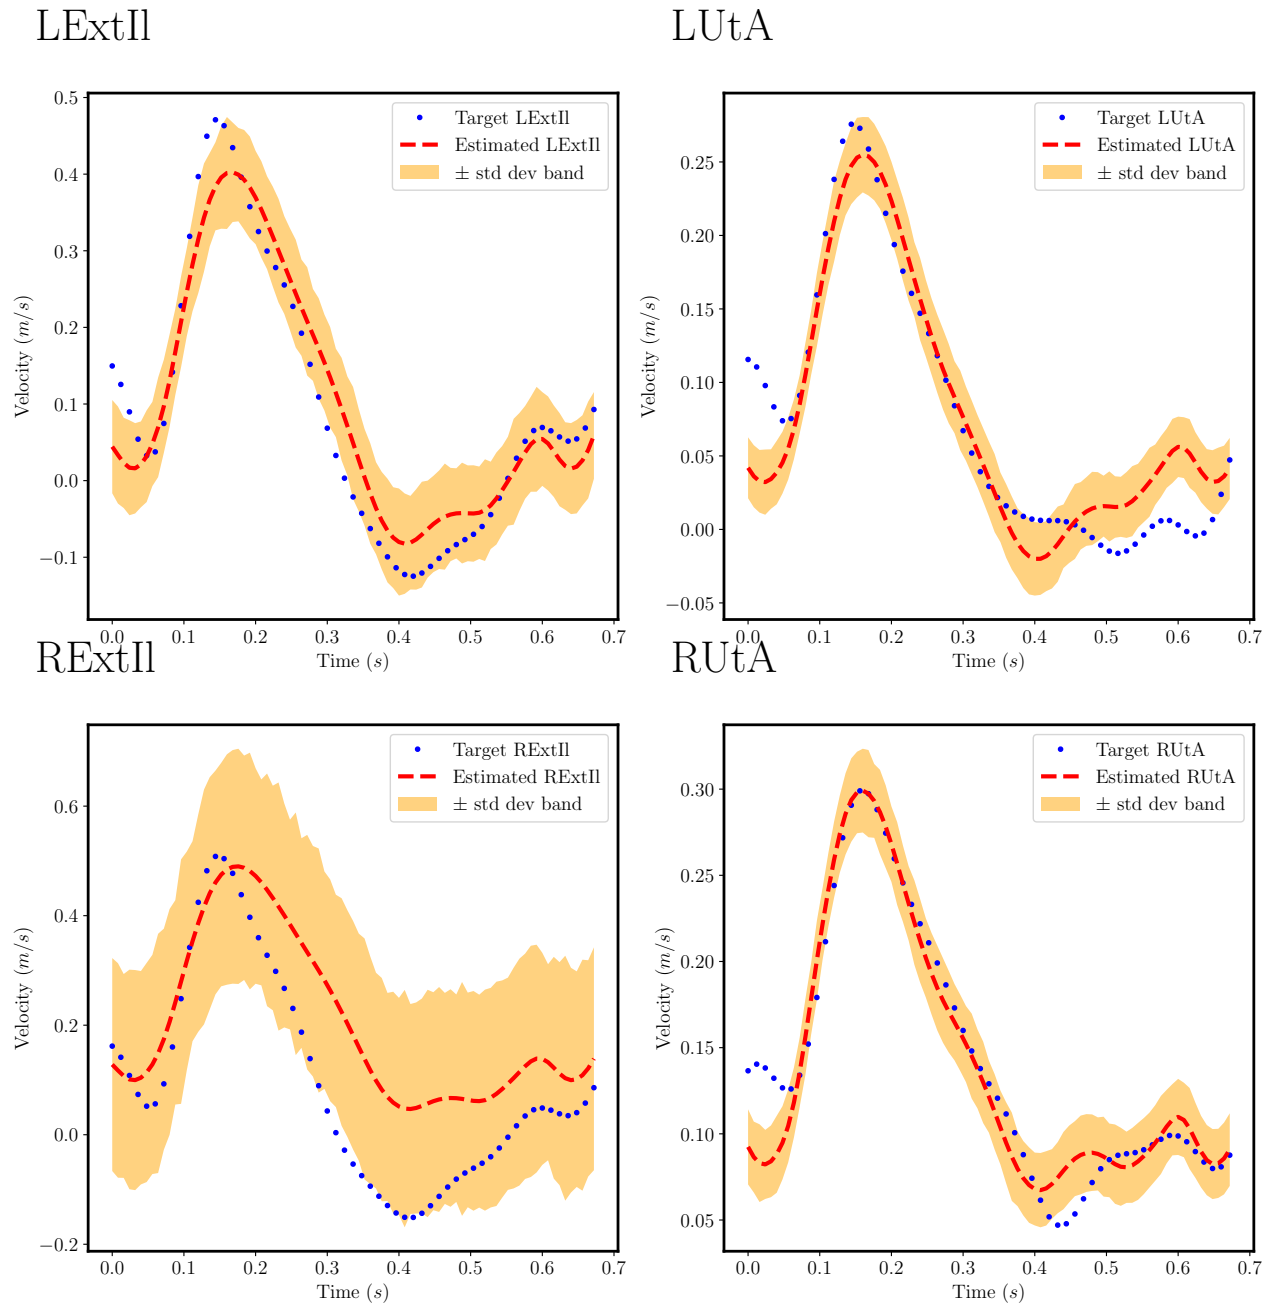 LExtIl
Target LExtIl
Estimated LExtIl
± std dev band
0.5
0.4
0.3
0.2
0.1
0.0
−0.1
Velocity (m/s)
0.0 0.1 0.2 0.3 0.4 0.5 0.6 0.7
Time (s)
LUtA
Target LUtA
Estimated LUtA
± std dev band
0.25
0.20
0.15
0.10
0.05
0.00
−0.05
Velocity (m/s)
0.0 0.1 0.2 0.3 0.4 0.5 0.6 0.7
Time (s)
RExtIl
Target RExtIl
Estimated RExtIl
± std dev band
0.6
0.4
0.2
0.0
−0.2
Velocity (m/s)
0.0 0.1 0.2 0.3 0.4 0.5 0.6 0.7
Time (s)
RUtA
Target RUtA
Estimated RUtA
± std dev band
0.30
0.25
0.20
0.15
0.10
0.05
Velocity (m/s)
0.0 0.1 0.2 0.3 0.4 0.5 0.6 0.7
Time (s)